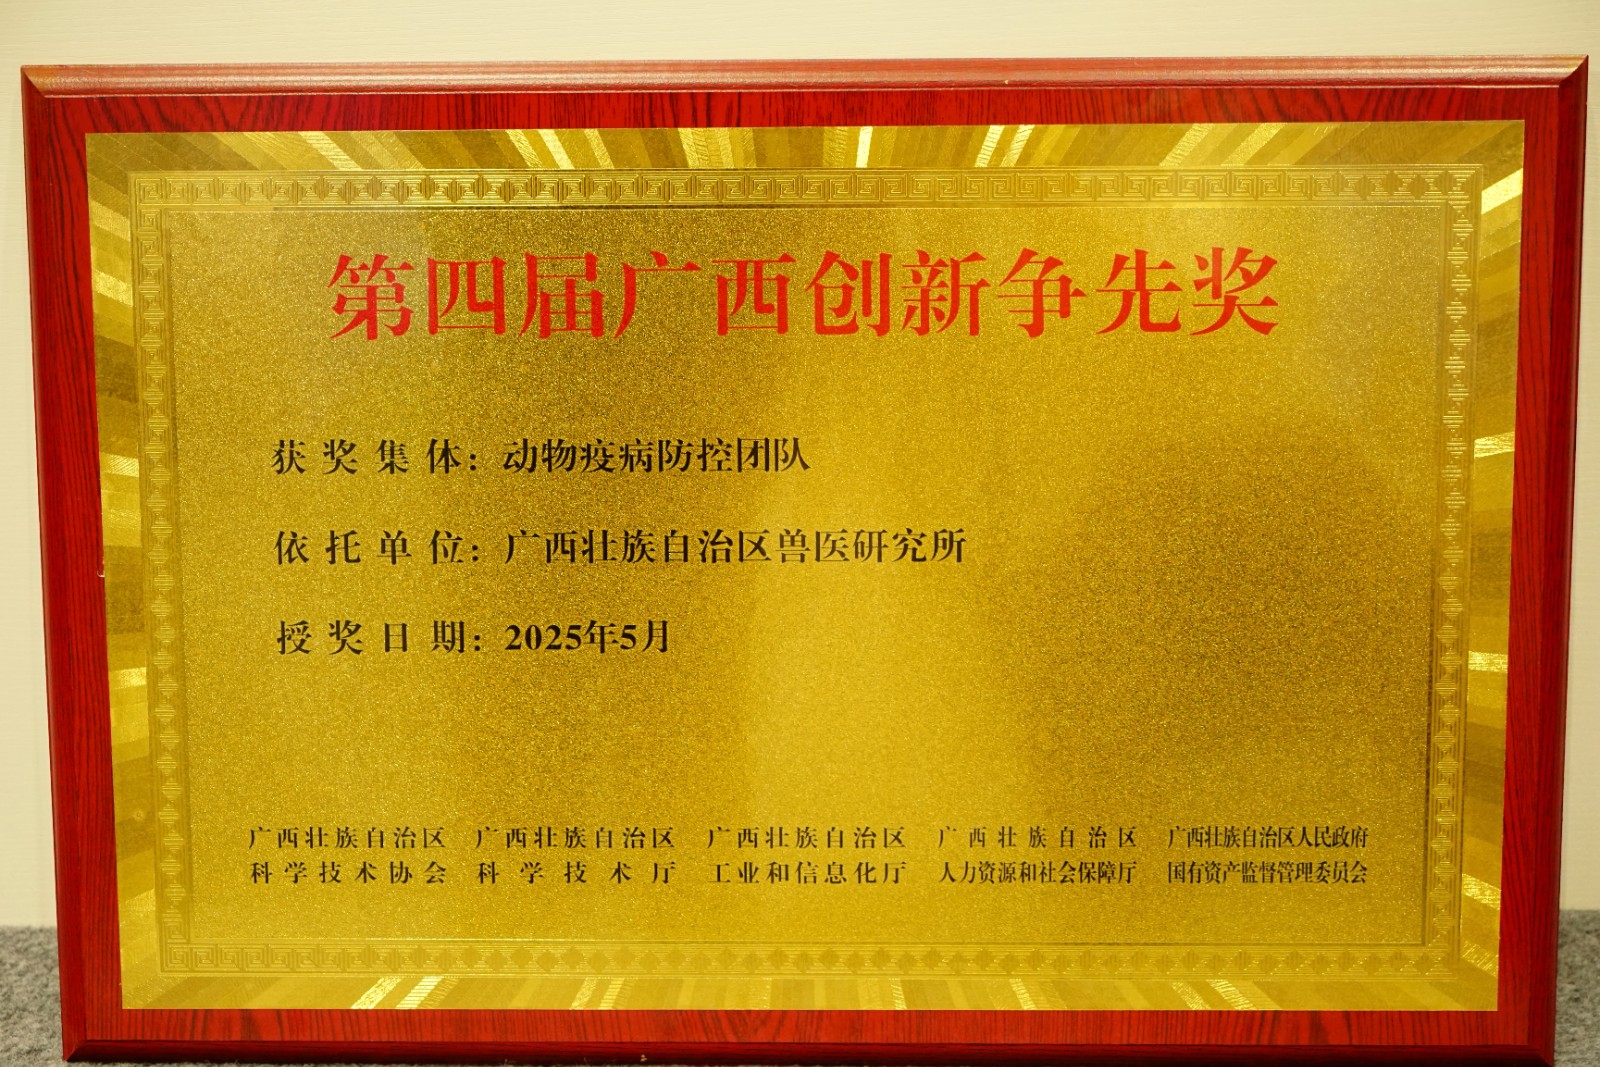 第四届广西创新争先奖
获奖集体：动物疫病防控团队
依托单位：广西壮族自治区兽医研究所
授奖日期：2025年5月
广西壮族自治区 广西壮族自治区 广西壮族自治区 广西壮族自治区 广西壮族自治区人民政府
科学技术协会 科学技术厅 工业和信息化厅 人力资源和社会保障厅 国有资产监督管理委员会